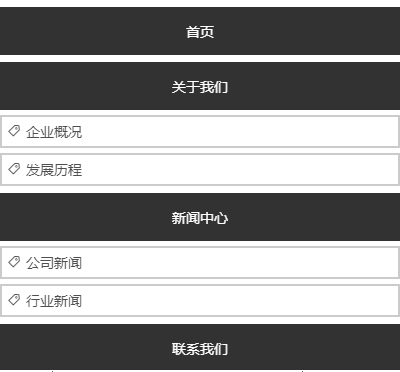 首页
关于我们
企业概况
发展历程
新闻中心
公司新闻
行业新闻
联系我们